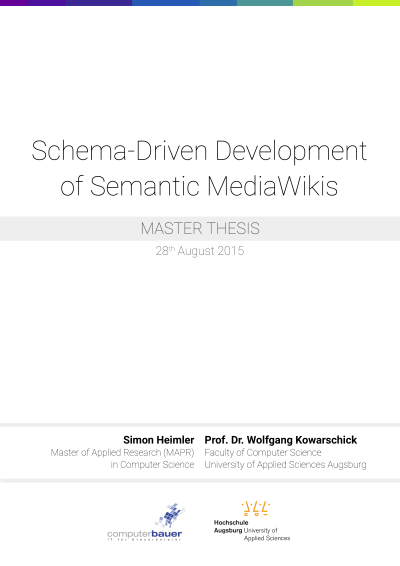 Schema-Driven Development
of Semantic MediaWikis
MASTER THESIS
28th August 2015
Simon Heimler
Master of Applied Research (MAPR)
in Computer Science
Prof. Dr. Wolfgang Kowarschick
Faculty of Computer Science
University of Applied Sciences Augsburg
computerbauer
Hochschule
Augsburg University of
Applied Sciences